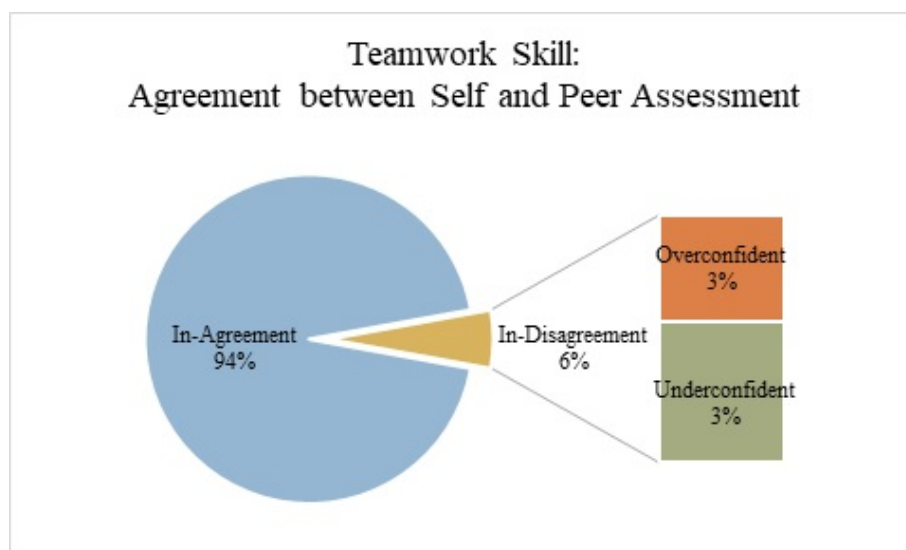 Teamwork Skill:
Agreement between Self and Peer Assessment
In-Agreement
94%
In-Disagreement
6%
Overconfident
3%
Underconfident
3%